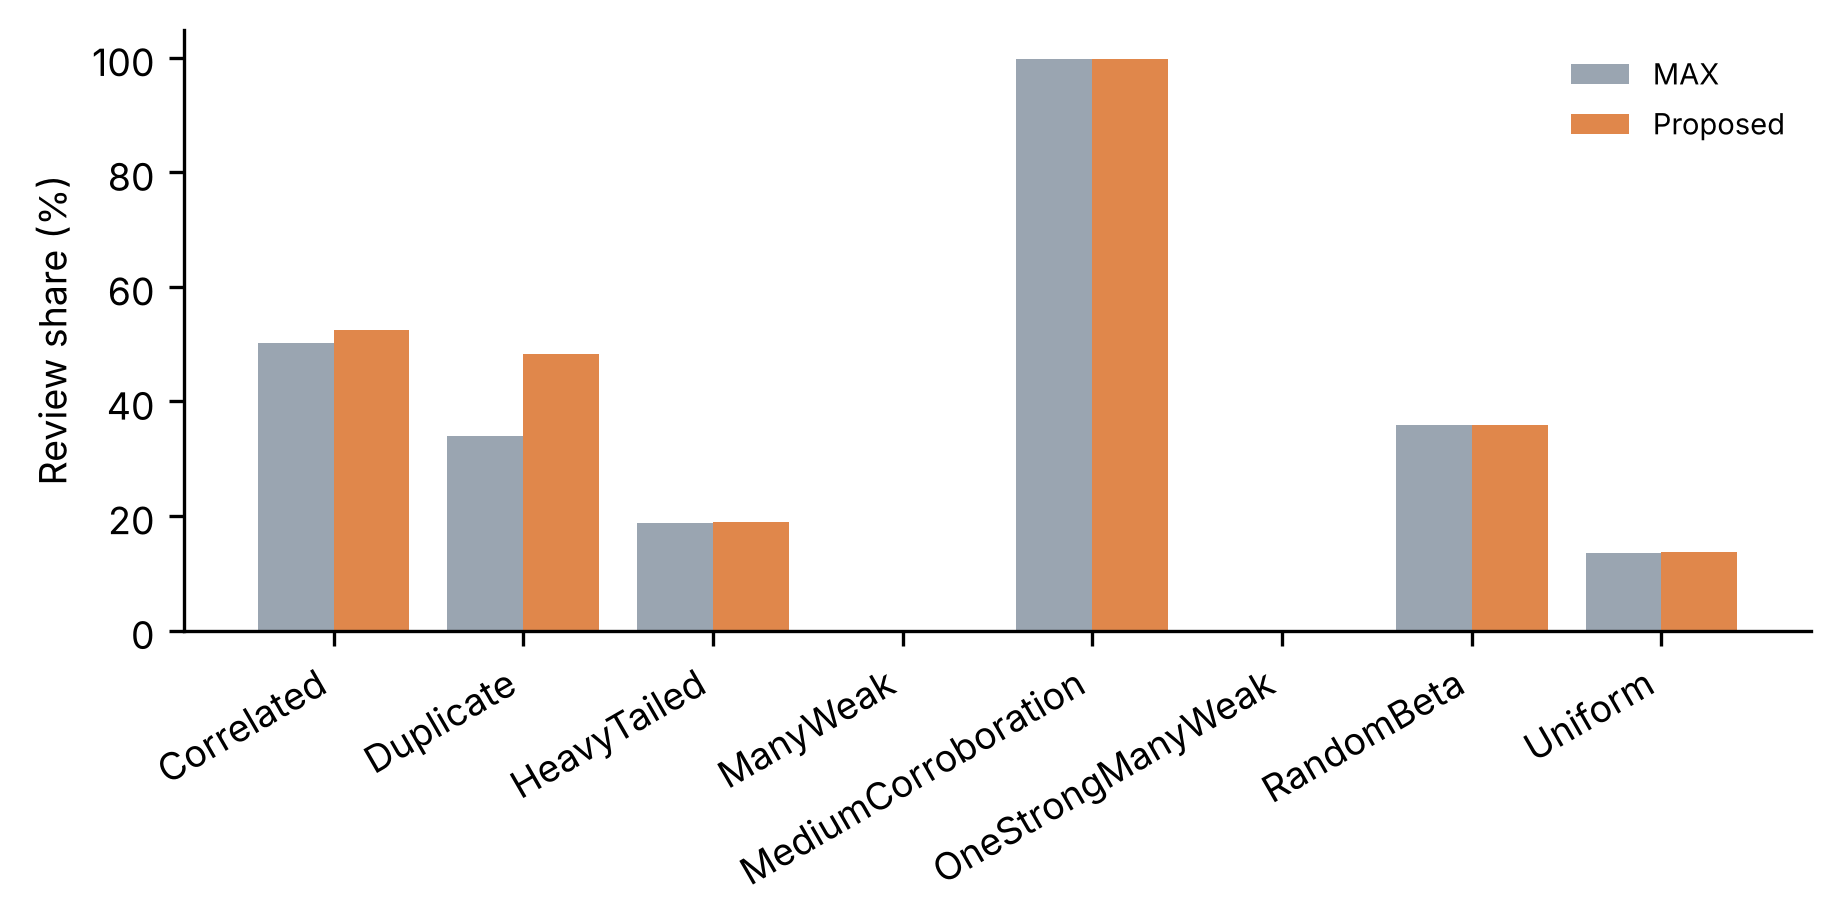 Review share (%)
100
80
60
40
20
0
MAX
Proposed
Correlated
Duplicate
HeavyTailed
ManyWeak
MediumCorroboration
OneStrongManyWeak
RandomBeta
Uniform